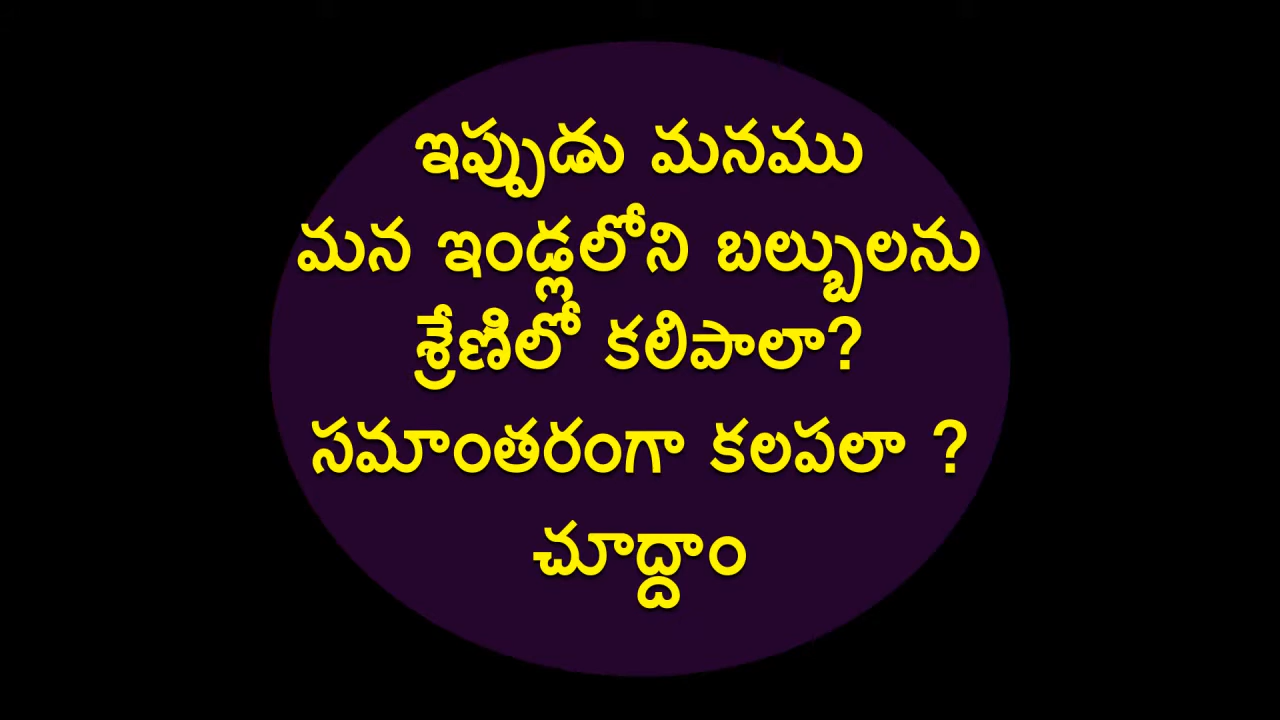 ఇప్పుడు మనము
మన ఇండ్లలోని బల్బులను
శ్రేణిలో కలిపాలా?
సమాంతరంగా కలపలా ?
చూద్దాం